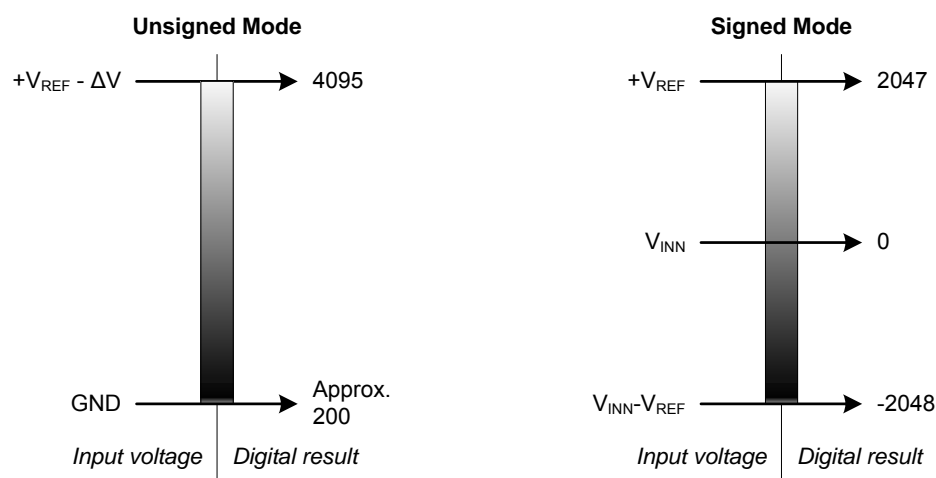 Unsigned Mode
+VREF - ΔV
4095
GND
Approx.
200
Input voltage
Digital result
Signed Mode
+VREF
2047
VINN
0
VINN-VREF
-2048
Input voltage
Digital result